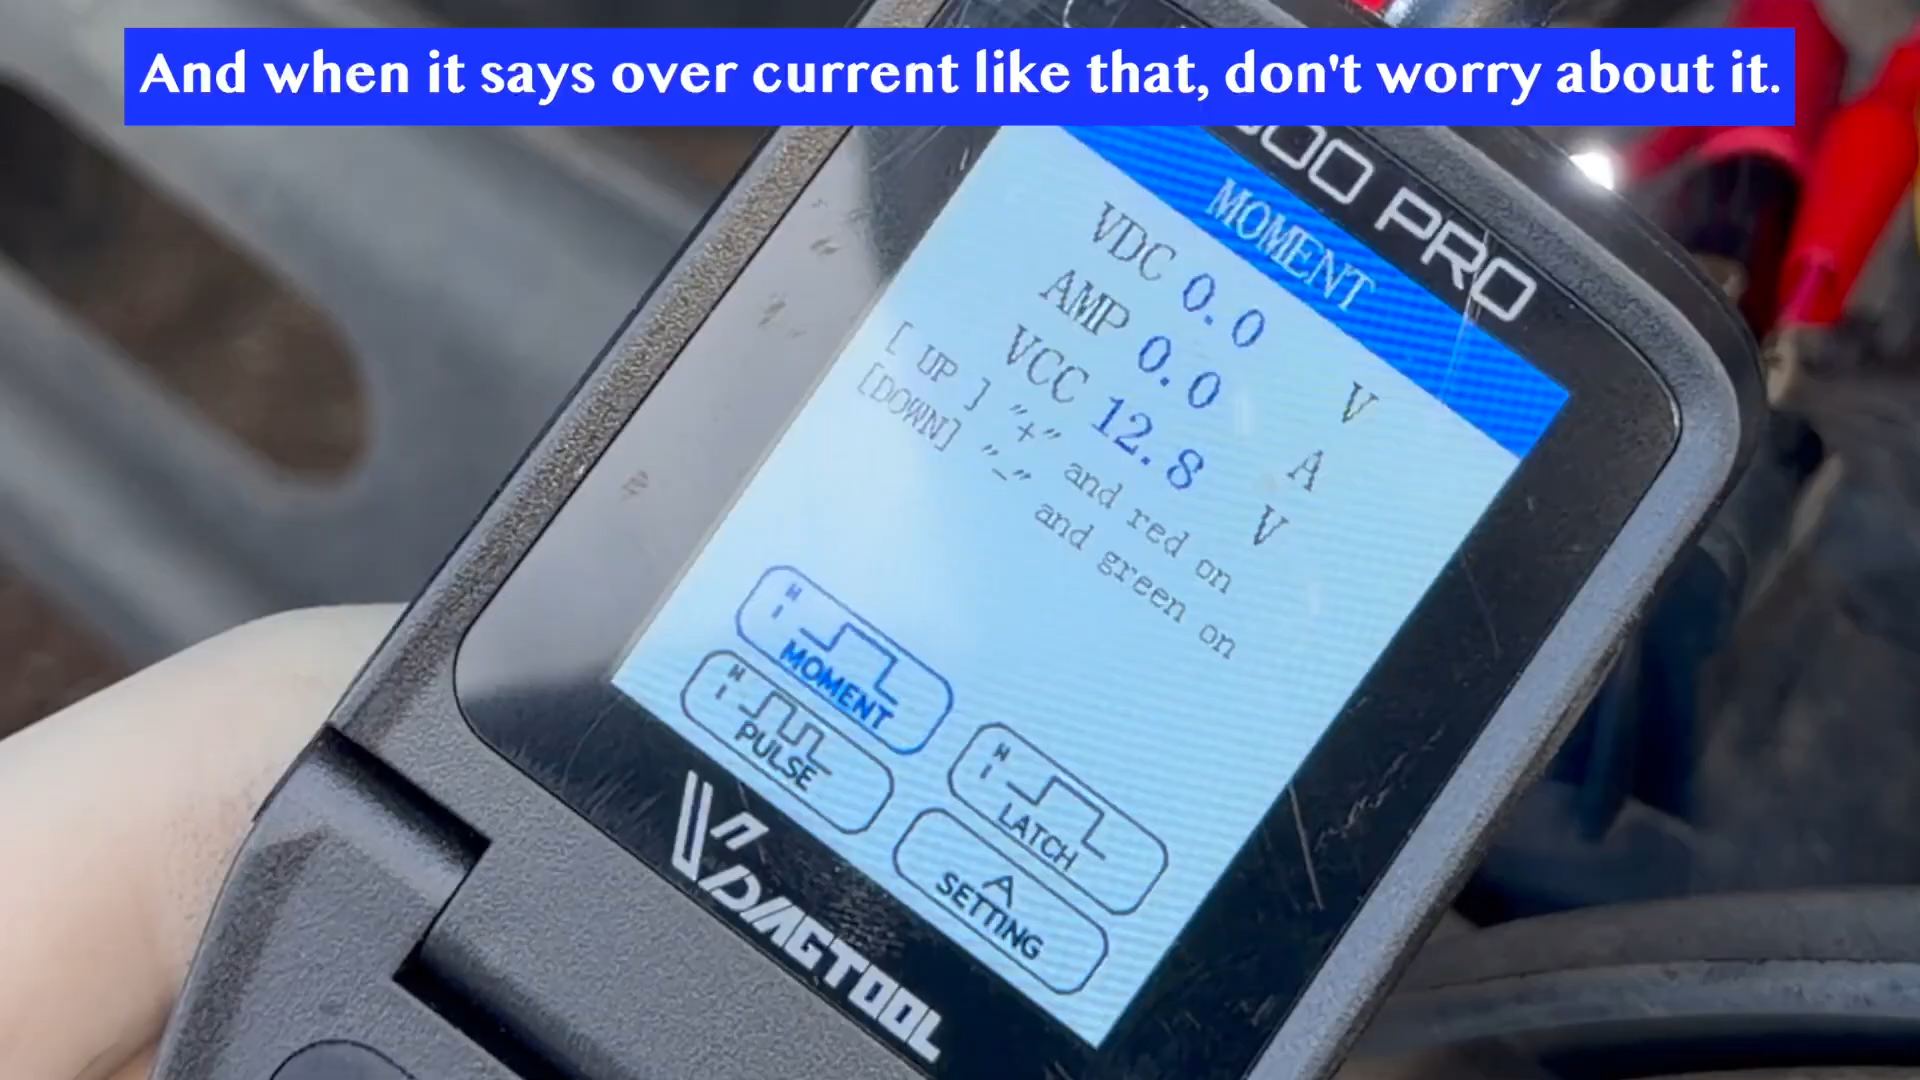 And when it says over current like that, don't worry about it.
00 PRO
MOMENT
VDC 0.0 V
AMP 0.0 A
VCC 12.8 V
[ UP ] "+" and red on
[DOWN] "-" and green on
H
I
MOMENT
H
I
LATCH
H
I
PULSE
A
SETTING
VDIAGTOOL